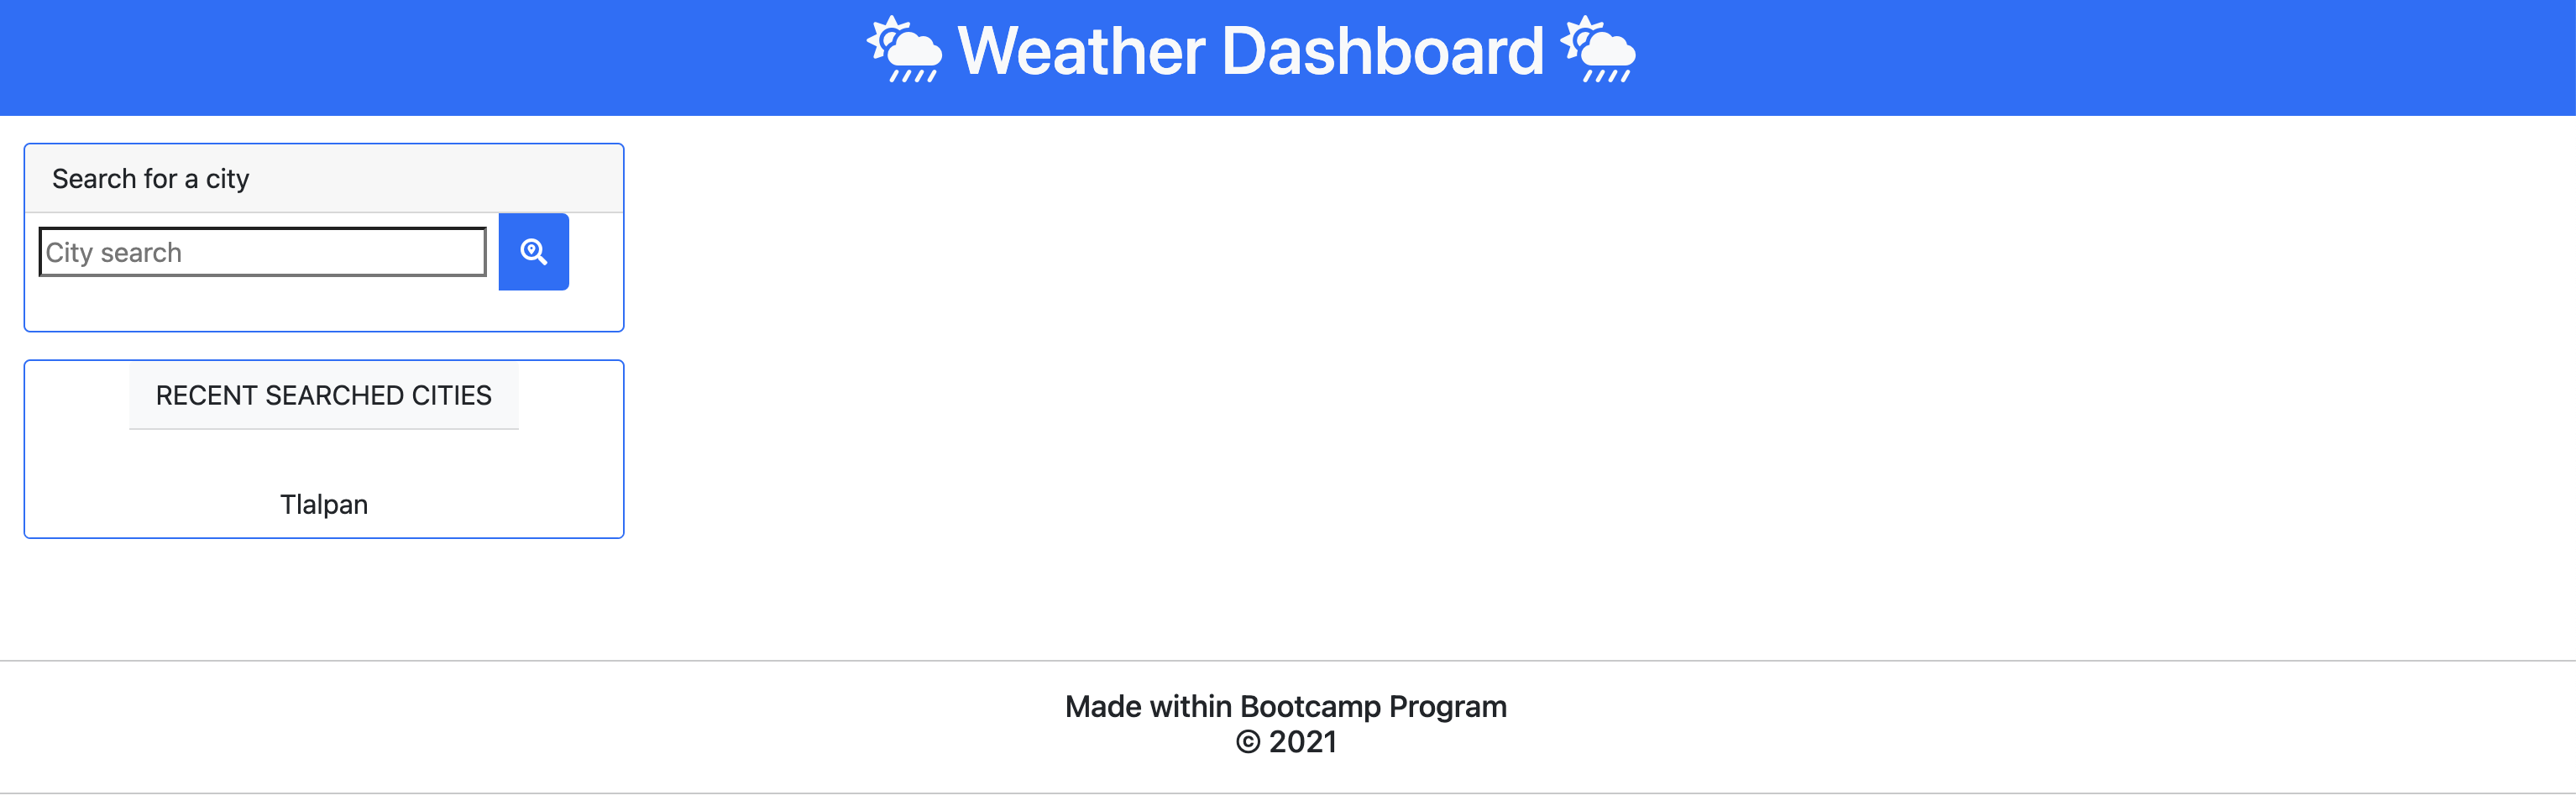 Weather Dashboard
Search for a city
City search
RECENT SEARCHED CITIES
Tlalpan
Made within Bootcamp Program
© 2021